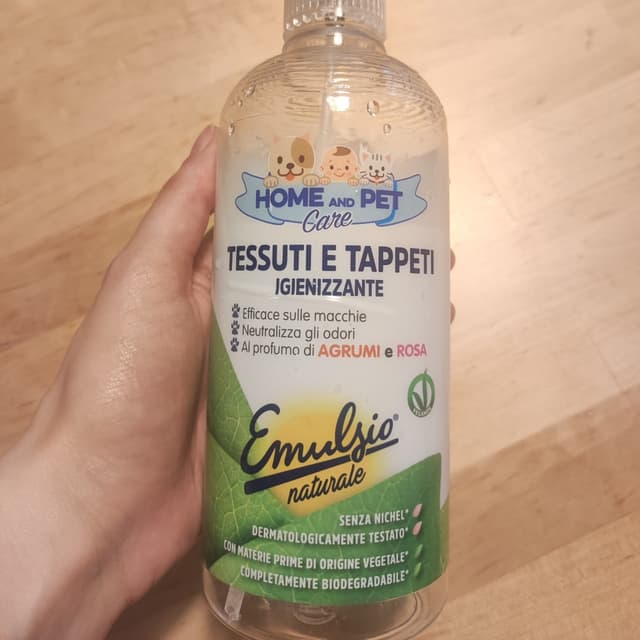 HOME AND PET
Care
TESSUTI E TAPPETI
IGIENIZZANTE
Efficace sulle macchie
Neutralizza gli odori
Al profumo di AGRUMI e ROSA
Emulsio®
naturale
SENZA NICHEL*
DERMATOLOGICAMENTE TESTATO*
CON MATERIE PRIME DI ORIGINE VEGETALE*
COMPLETAMENTE BIODEGRADABILE*